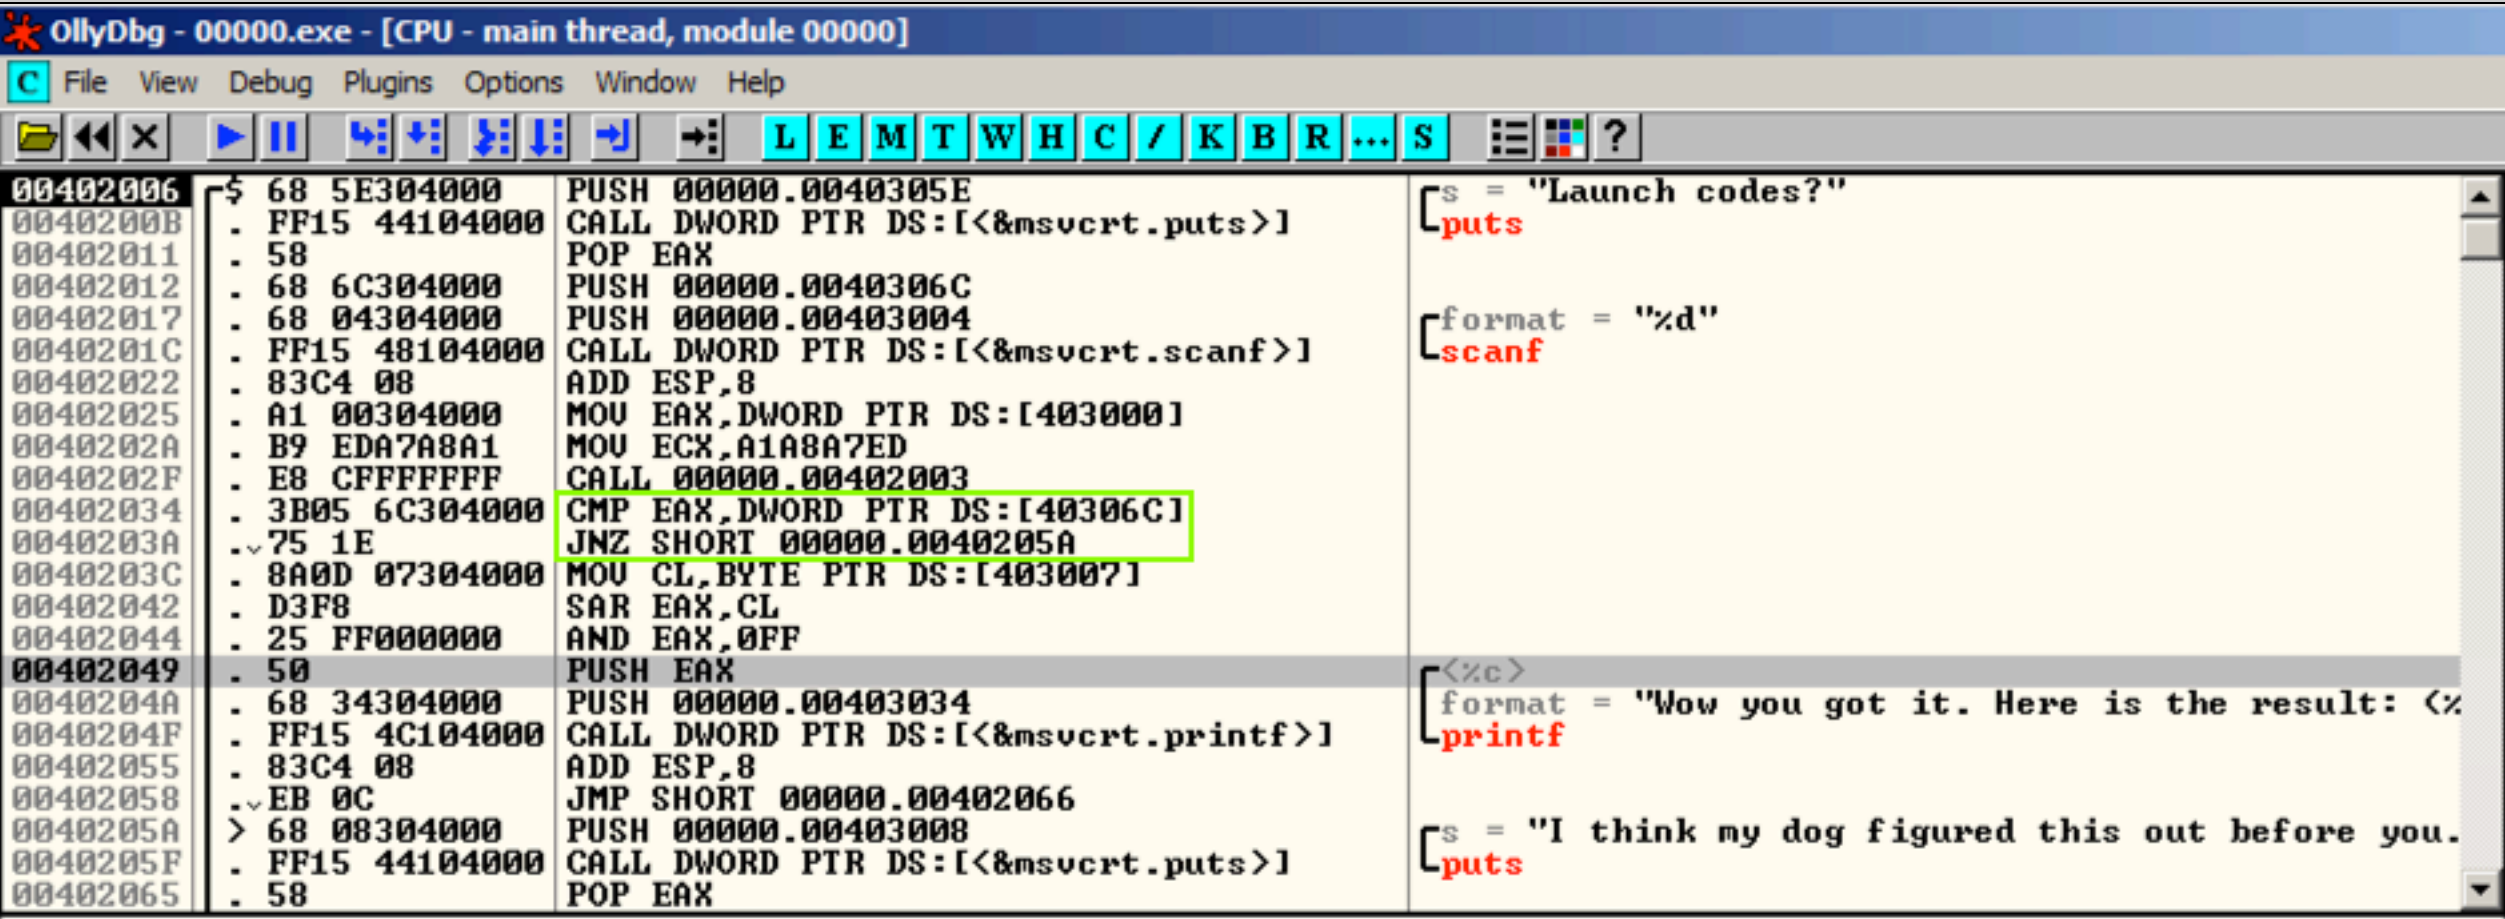 OllyDbg - 00000.exe - [CPU - main thread, module 00000]
C File View Debug Plugins Options Window Help
L E M T W H C / K B R ... S ?
00402006 $ 68 5E304000 PUSH 00000.0040305E s = "Launch codes?"
0040200B . FF15 44104000 CALL DWORD PTR DS:[<&msvcrt.puts>] puts
00402011 . 58 POP EAX
00402012 . 68 6C304000 PUSH 00000.0040306C
00402017 . 68 04304000 PUSH 00000.00403004 format = "%d"
0040201C . FF15 48104000 CALL DWORD PTR DS:[<&msvcrt.scanf>] scanf
00402022 . 83C4 08 ADD ESP,8
00402025 . A1 00304000 MOV EAX,DWORD PTR DS:[403000]
0040202A . B9 EDA7A8A1 MOV ECX,A1A8A7ED
0040202F . E8 CFFFFFFF CALL 00000.00402003
00402034 . 3B05 6C304000 CMP EAX,DWORD PTR DS:[40306C]
0040203A .v 75 1E JNZ SHORT 00000.0040205A
0040203C . 8A0D 07304000 MOV CL,BYTE PTR DS:[403007]
00402042 . D3F8 SAR EAX,CL
00402044 . 25 FF000000 AND EAX,0FF
00402049 . 50 PUSH EAX <%c>
0040204A . 68 34304000 PUSH 00000.00403034 format = "Wow you got it. Here is the result: (%
0040204F . FF15 4C104000 CALL DWORD PTR DS:[<&msvcrt.printf>] printf
00402055 . 83C4 08 ADD ESP,8
00402058 .v EB 0C JMP SHORT 00000.00402066
0040205A > 68 08304000 PUSH 00000.00403008 s = "I think my dog figured this out before you.
0040205F . FF15 44104000 CALL DWORD PTR DS:[<&msvcrt.puts>] puts
00402065 . 58 POP EAX